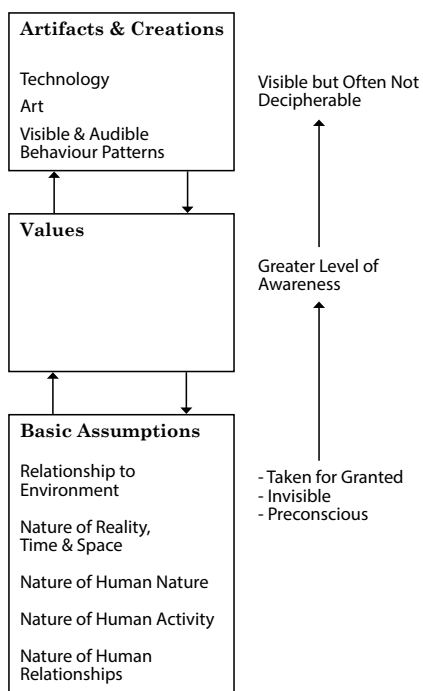 Artifacts & Creations
Technology
Art
Visible & Audible
Behaviour Patterns
Visible but Often Not
Decipherable
Values
Greater Level of
Awareness
Basic Assumptions
Relationship to
Environment
Nature of Reality,
Time & Space
Nature of Human Nature
Nature of Human Activity
Nature of Human
Relationships
- Taken for Granted
- Invisible
- Preconscious